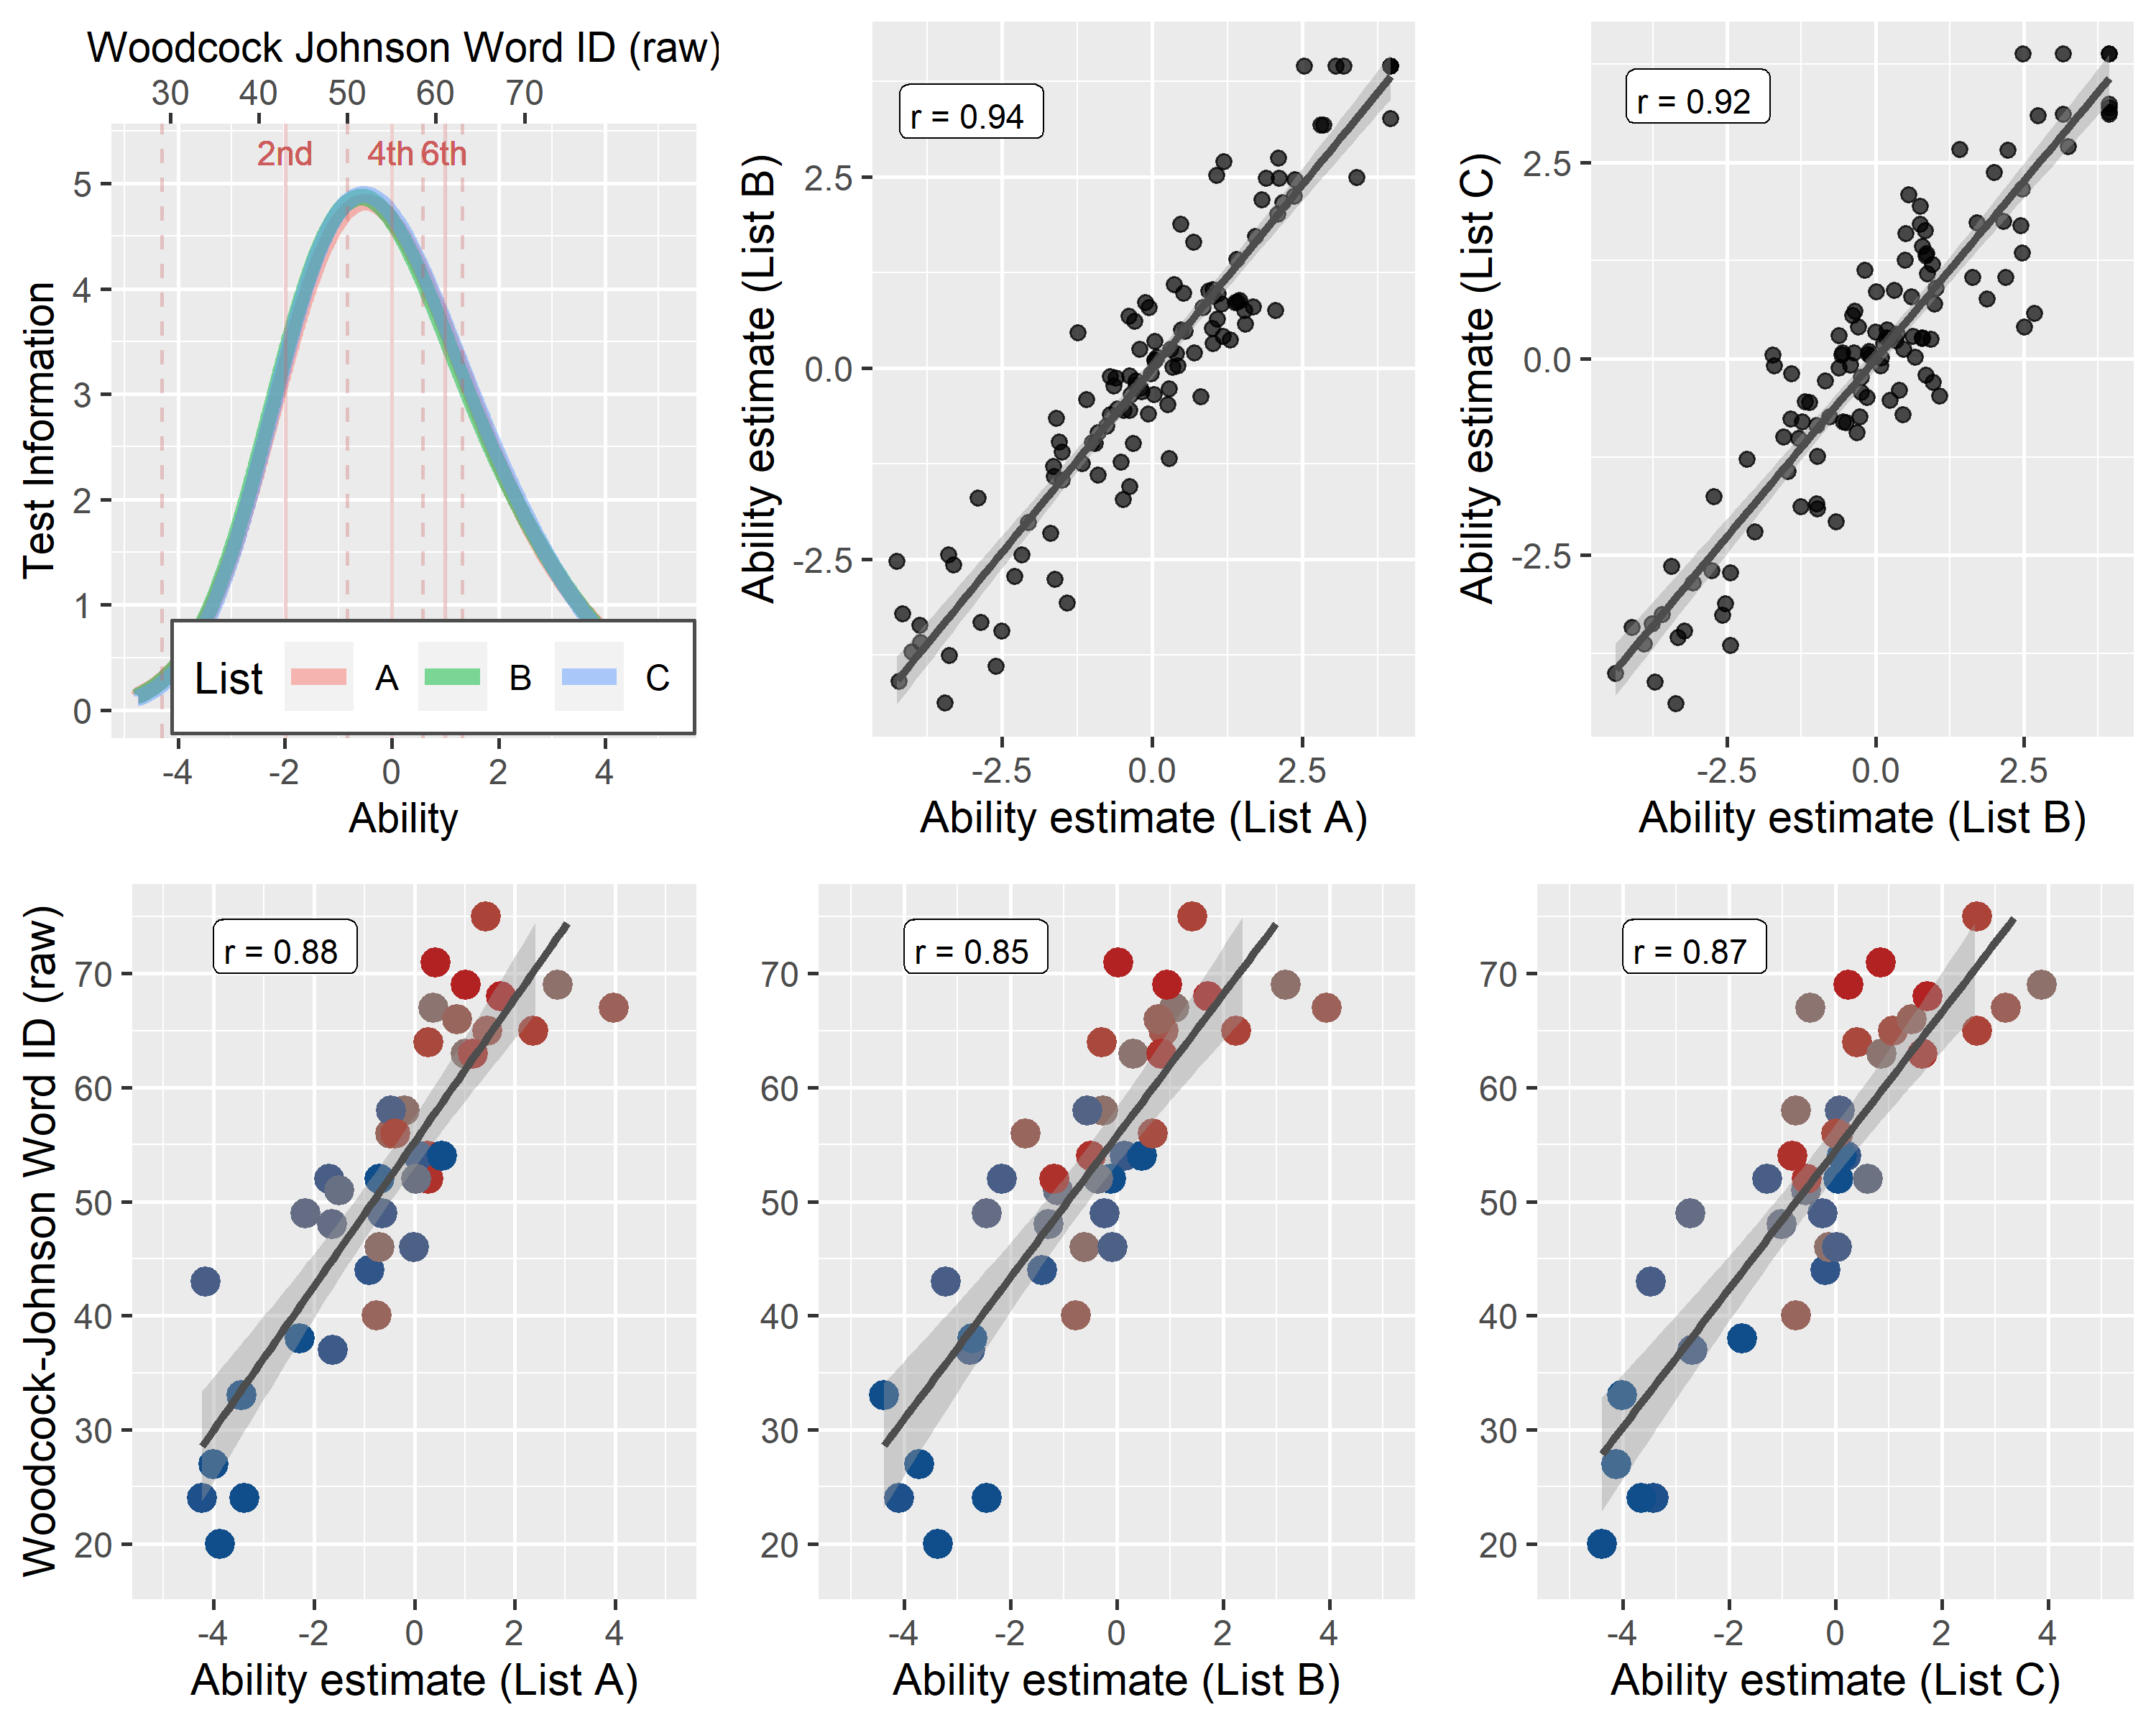 Woodcock Johnson Word ID (raw)
30 40 50 60 70
2nd 4th 6th
5
4
3
2
1
0
Test Information
List A B C
-4 -2 0 2 4
Ability
r = 0.94
2.5
0.0
-2.5
Ability estimate (List B)
-2.5 0.0 2.5
Ability estimate (List A)
r = 0.92
2.5
0.0
-2.5
Ability estimate (List C)
-2.5 0.0 2.5
Ability estimate (List B)
r = 0.88
70
60
50
40
30
20
Woodcock-Johnson Word ID (raw)
-4 -2 0 2 4
Ability estimate (List A)
r = 0.85
70
60
50
40
30
20
-4 -2 0 2 4
Ability estimate (List B)
r = 0.87
70
60
50
40
30
20
-4 -2 0 2 4
Ability estimate (List C)